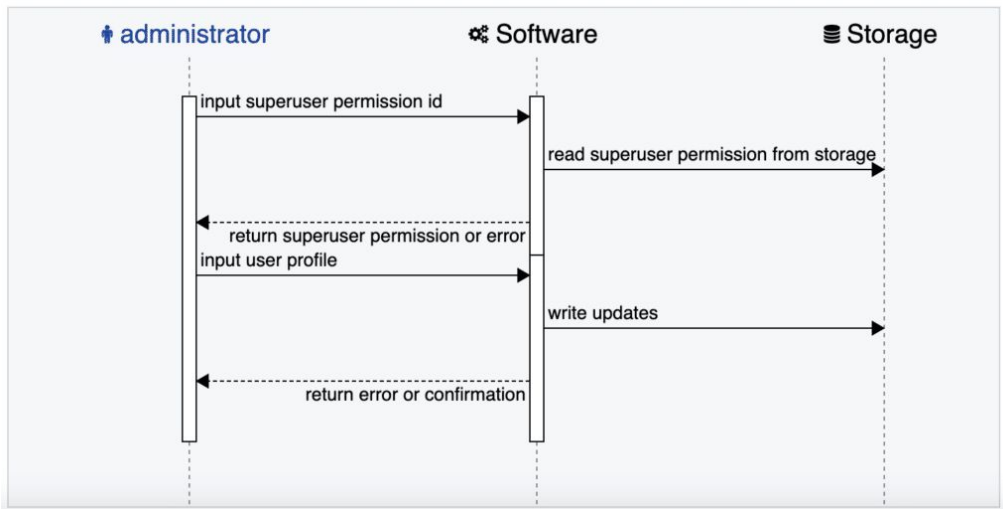 administrator
Software
Storage
input superuser permission id
read superuser permission from storage
return superuser permission or error
input user profile
write updates
return error or confirmation